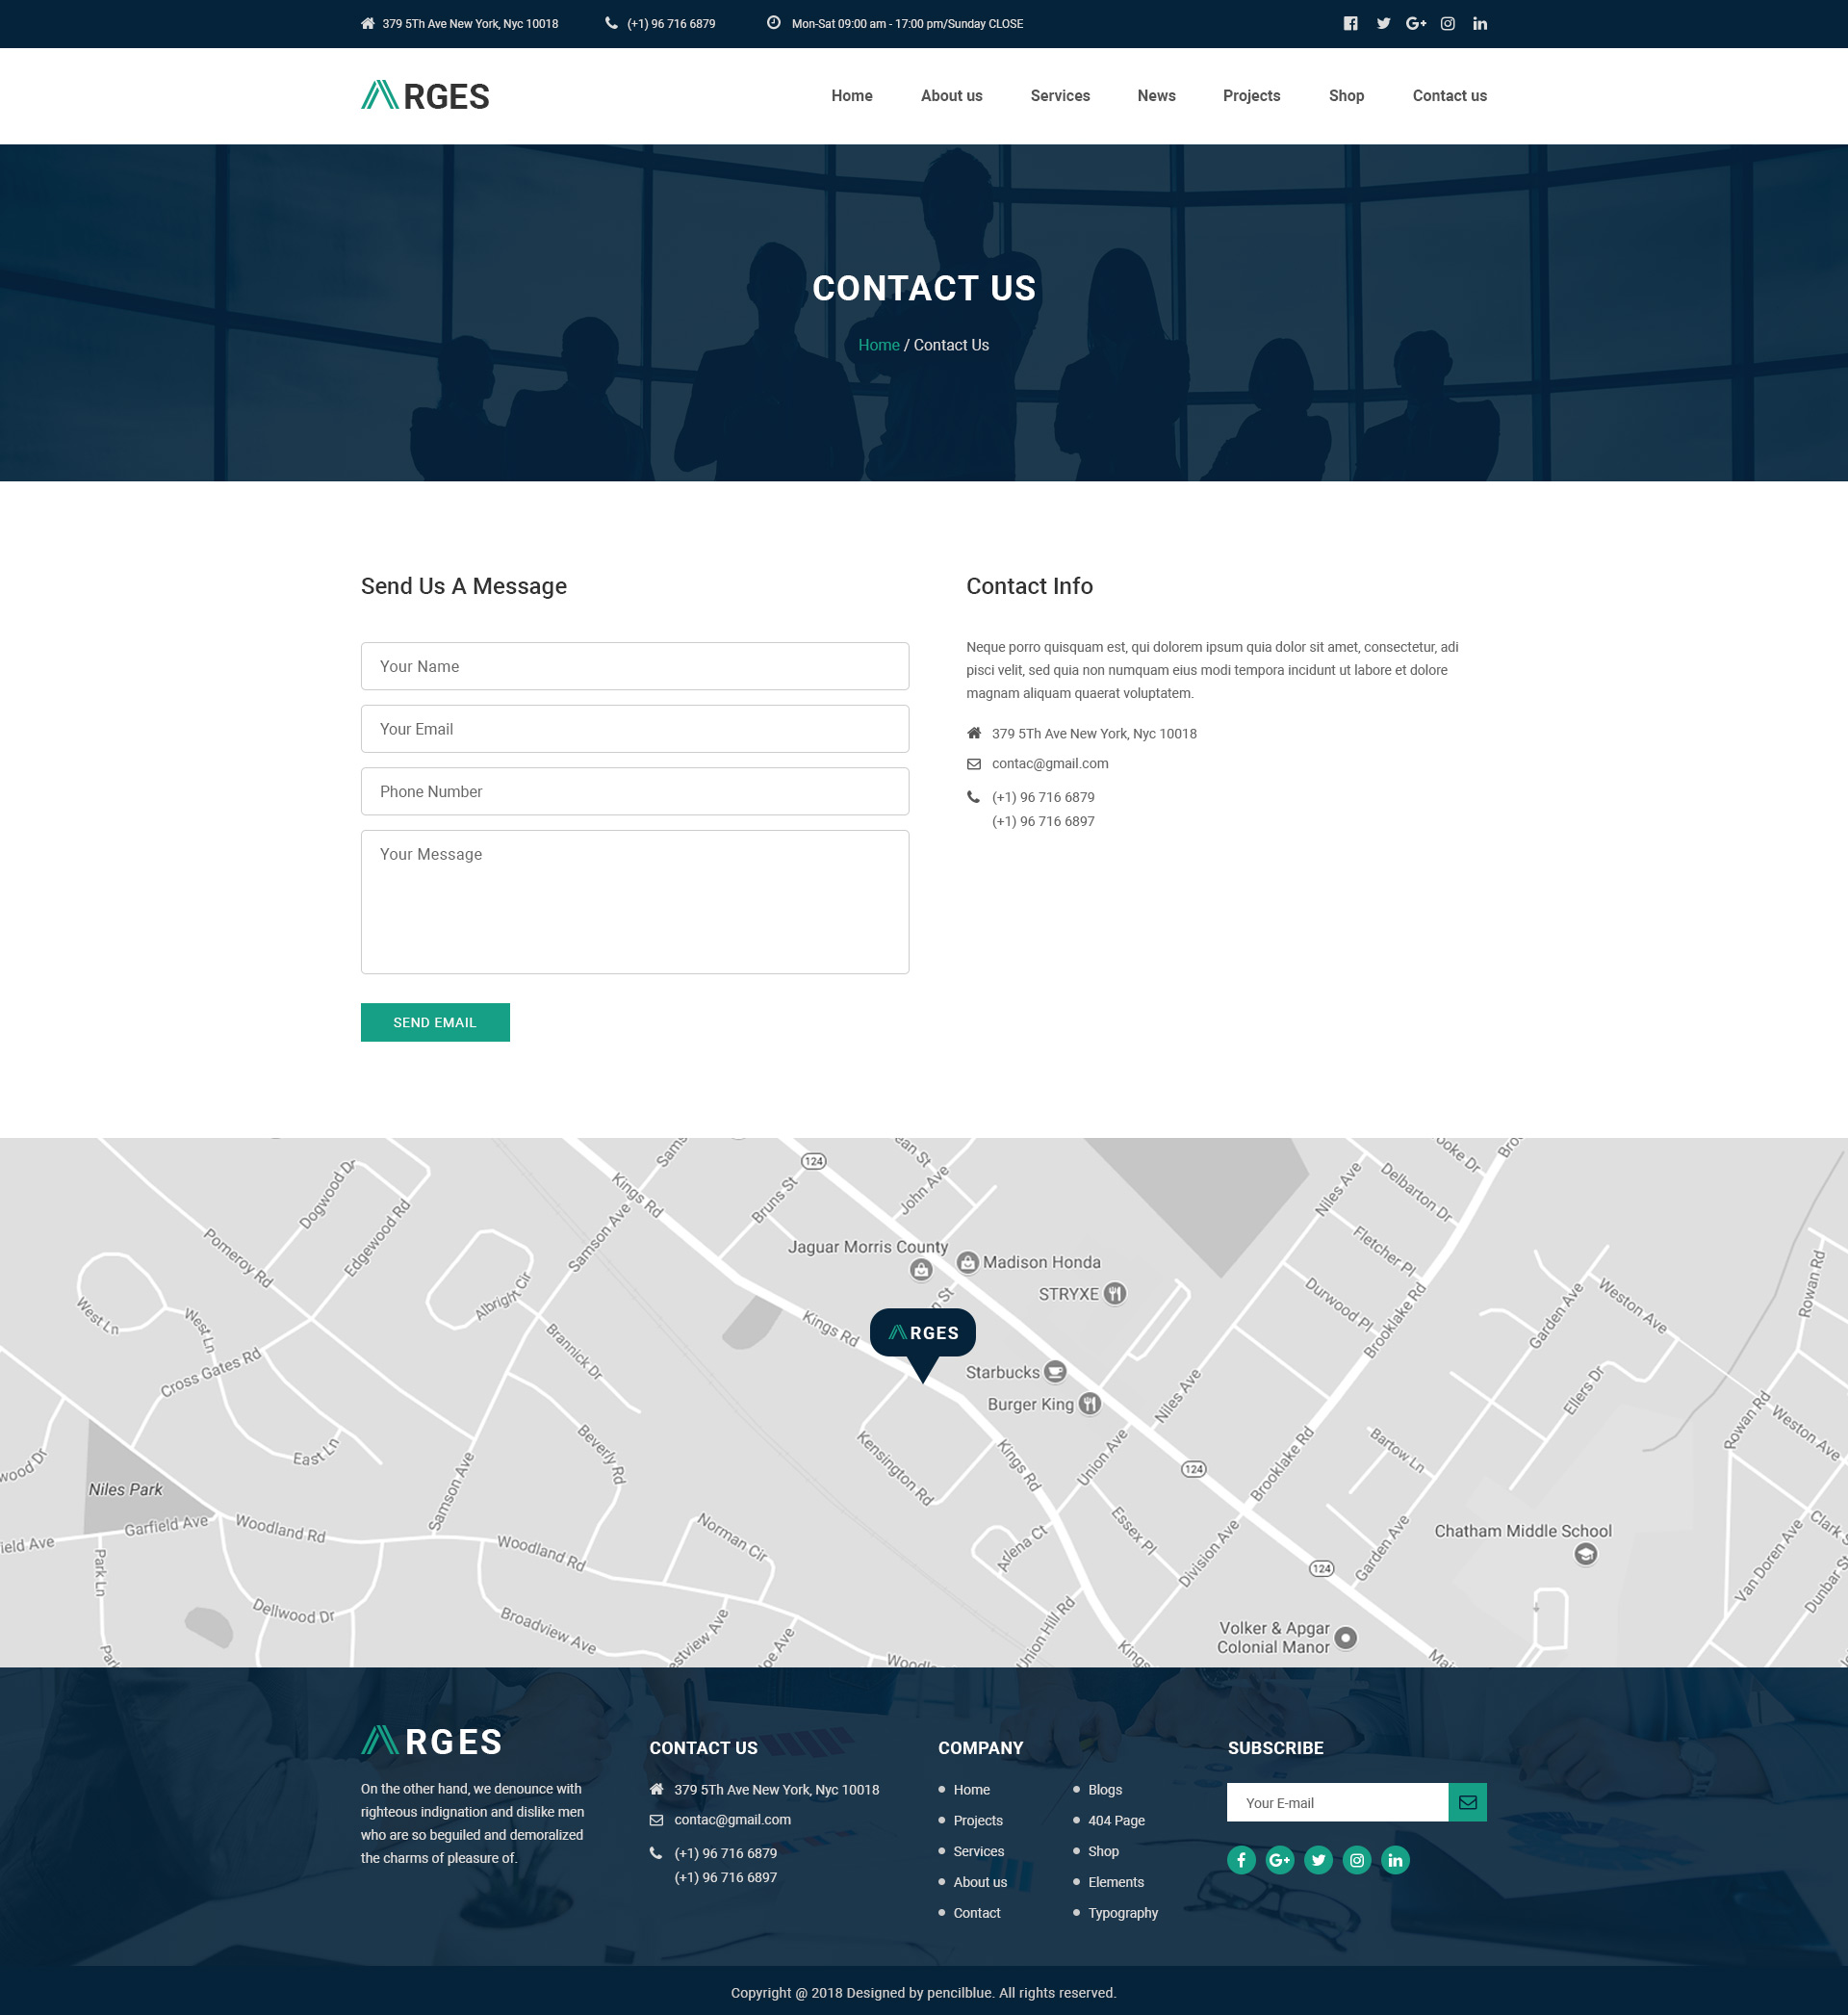 379 5Th Ave New York, Nyc 10018
(+1) 96 716 6879
Mon-Sat 09:00 am - 17:00 pm/Sunday CLOSE
RGES
Home
About us
Services
News
Projects
Shop
Contact us
CONTACT US
Home / Contact Us
Send Us A Message
Your Name
Your Email
Phone Number
Your Message
SEND EMAIL
Contact Info
Neque porro quisquam est, qui dolorem ipsum quia dolor sit amet, consectetur, adi
pisci velit, sed quia non numquam eius modi tempora incidunt ut labore et dolore
magnam aliquam quaerat voluptatem.
379 5Th Ave New York, Nyc 10018
contac@gmail.com
(+1) 96 716 6879
(+1) 96 716 6897
Dogwood Dr
Edgewood Rd
Pomeroy Rd
West Ln
West Ln
Cross Gates Rd
Albright Cir
Brannick Dr
Samson Ave
Kings Rd
Bruns St
124
John Ave
Jaguar Morris County
Madison Honda
STRYXE
Kings Rd
RGES
Starbucks
Burger King
Niles Ave
Delbarton Dr
Fletcher Pl
Durwood Pl
Brooklake Rd
Garden Ave
Weston Ave
Rowan Rd
Ellers Dr
Rowan Rd
Weston Ave
Niles Ave
Bartow Ln
Brooklake Rd
Union Ave
124
Kings Rd
Kensington Rd
Beverly Rd
East Ln
Samson Ave
Niles Park
Garfield Ave
Woodland Rd
Woodland Rd
Norman Cir
Park Ln
Dellwood Dr
Broadview Ave
Arlena Ct
Essex Pl
Division Ave
124
Garden Ave
Chatham Middle School
Van Doren Ave
Dunbar St
Union Hill Rd
Volker & Apgar
Colonial Manor
RGES
On the other hand, we denounce with
righteous indignation and dislike men
who are so beguiled and demoralized
the charms of pleasure of.
CONTACT US
379 5Th Ave New York, Nyc 10018
contac@gmail.com
(+1) 96 716 6879
(+1) 96 716 6897
COMPANY
Home
Projects
Services
About us
Contact
Blogs
404 Page
Shop
Elements
Typography
SUBSCRIBE
Your E-mail
Copyright @ 2018 Designed by pencilblue. All rights reserved.